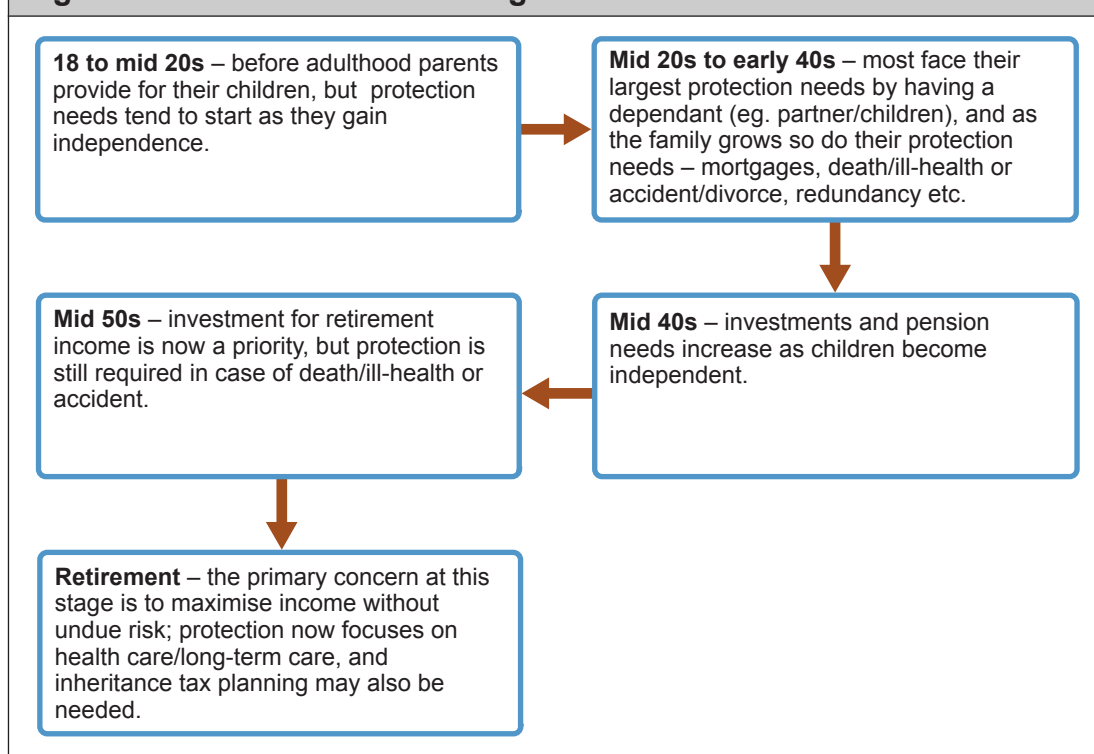 18 to mid 20s – before adulthood parents
provide for their children, but protection
needs tend to start as they gain
independence.
Mid 20s to early 40s – most face their
largest protection needs by having a
dependant (eg. partner/children), and as
the family grows so do their protection
needs – mortgages, death/ill-health or
accident/divorce, redundancy etc.
Mid 40s – investments and pension
needs increase as children become
independent.
Mid 50s – investment for retirement
income is now a priority, but protection is
still required in case of death/ill-health or
accident.
Retirement – the primary concern at this
stage is to maximise income without
undue risk; protection now focuses on
health care/long-term care, and
inheritance tax planning may also be
needed.